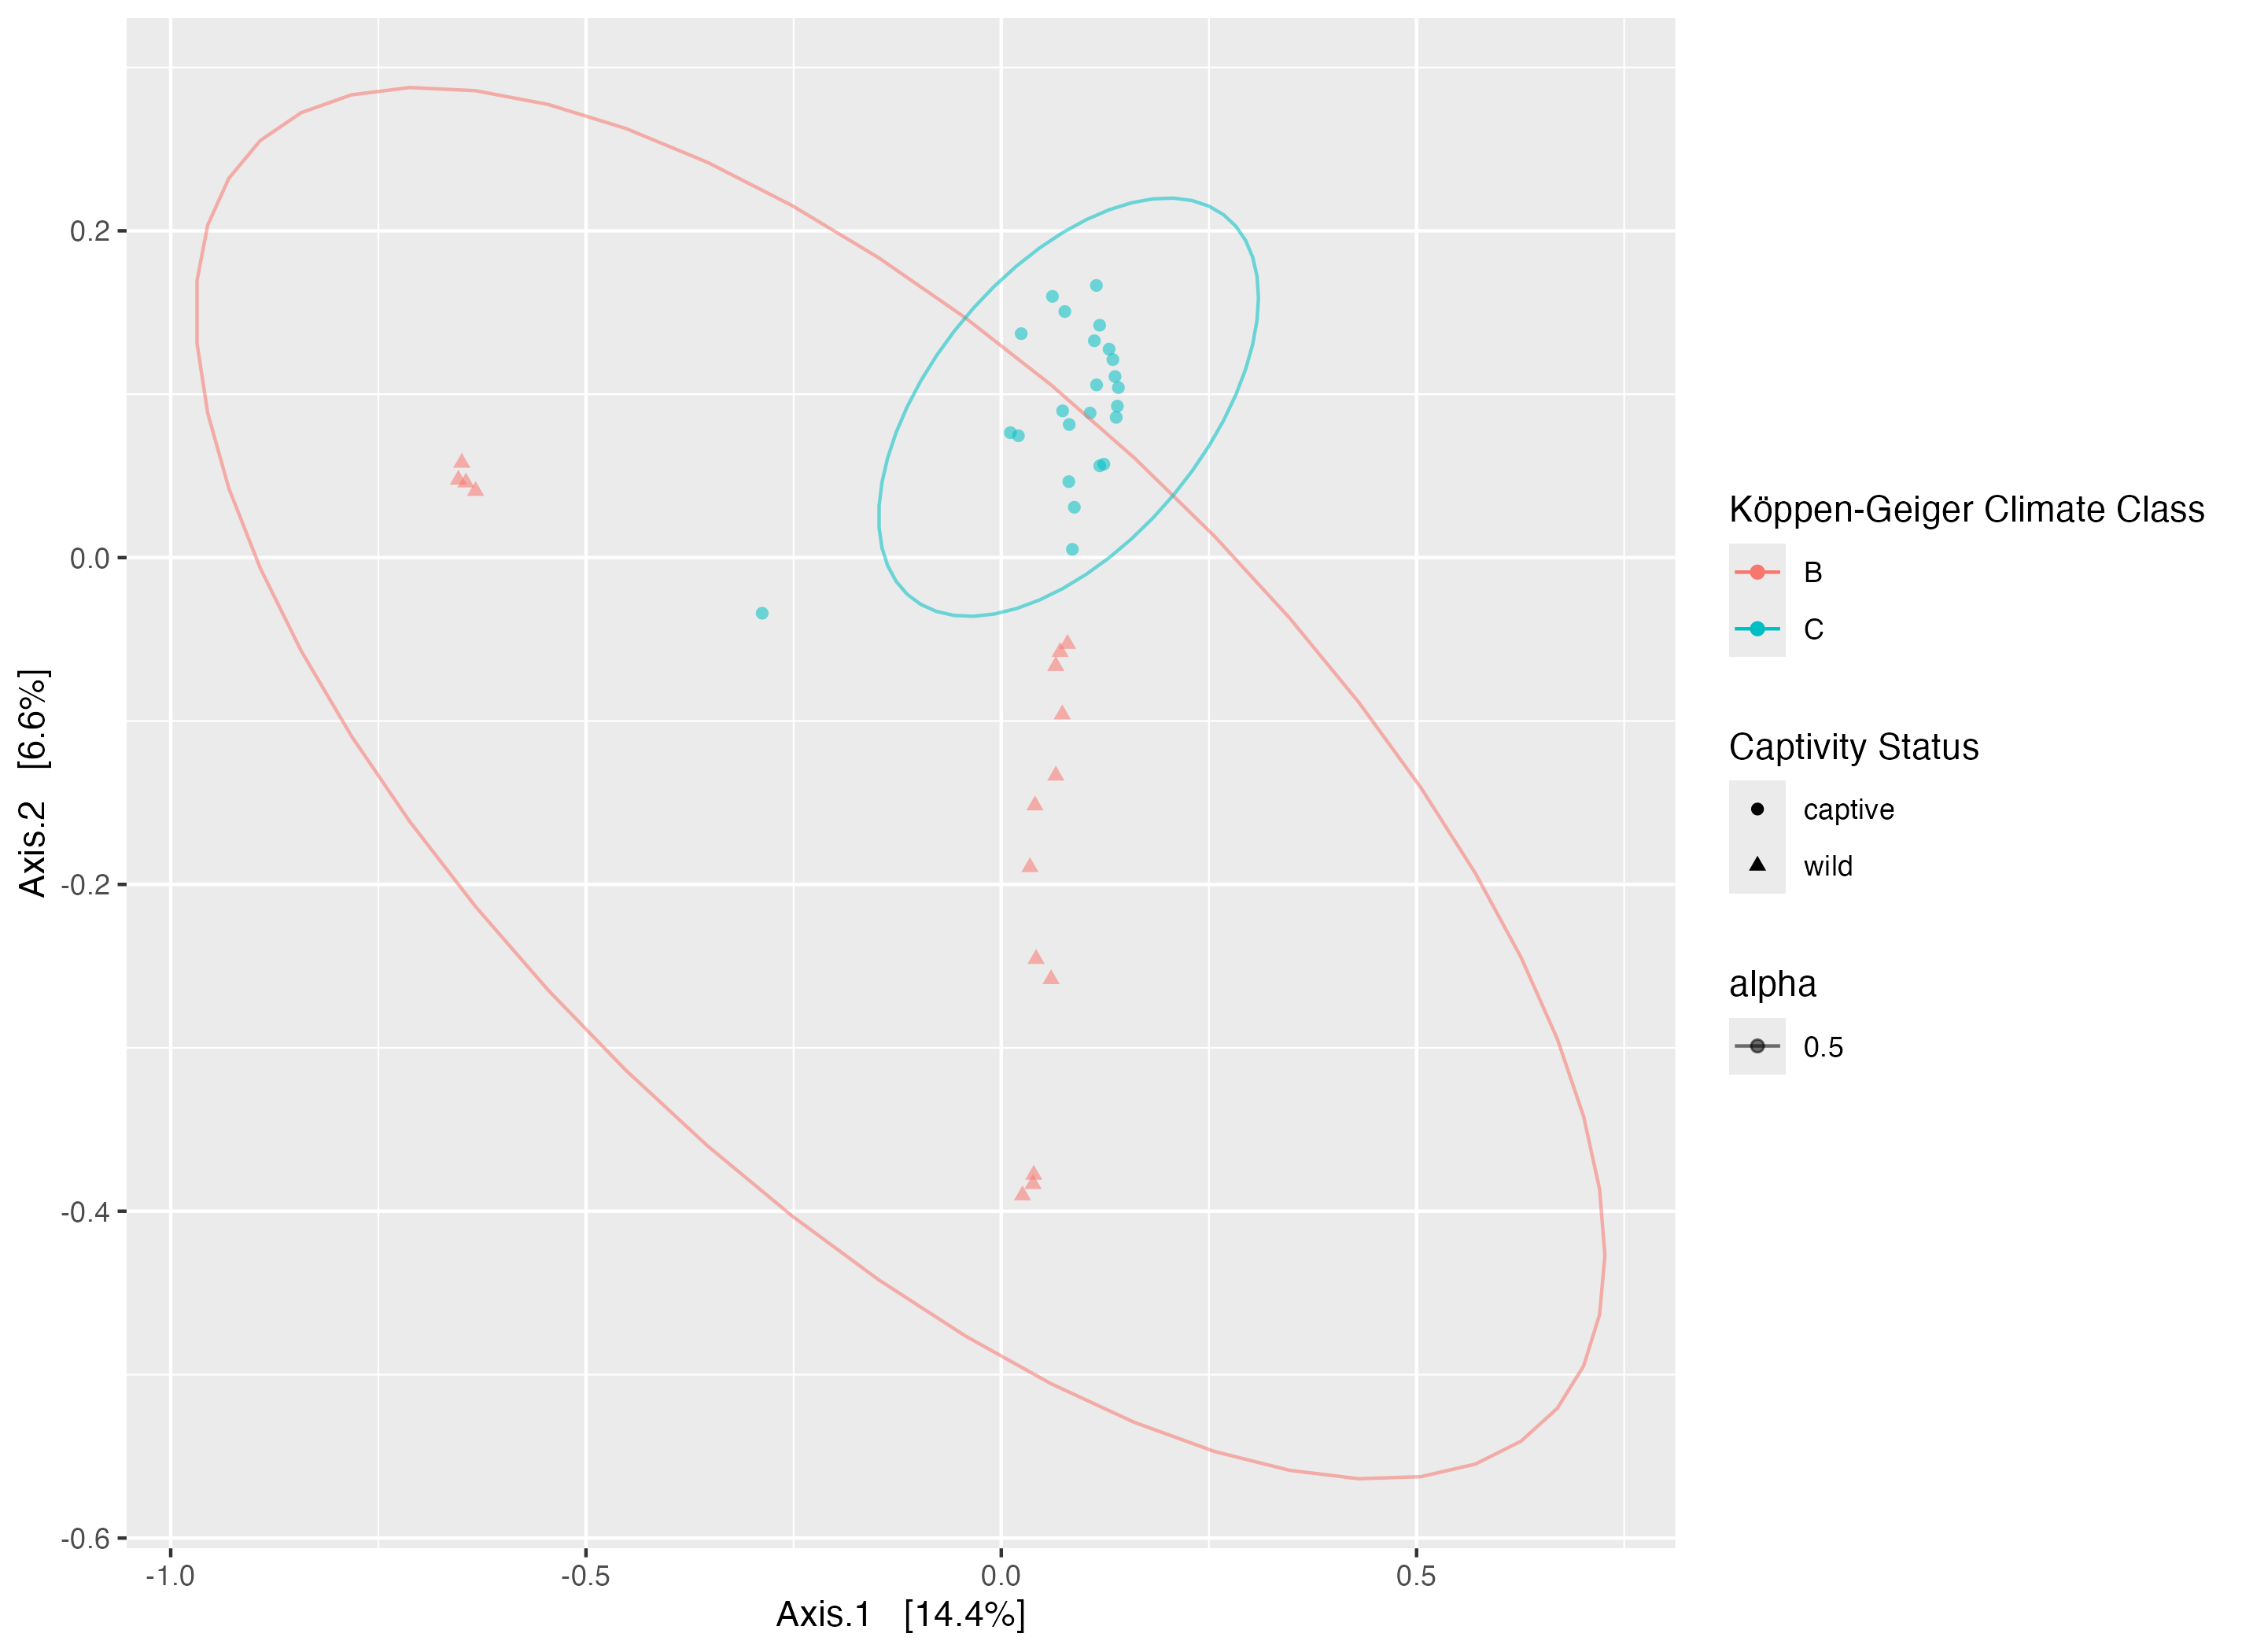 0.2
0.0
-0.2
-0.4
-0.6
-1.0 -0.5 0.0 0.5
Axis.1 [14.4%]
Axis.2 [6.6%]
Köppen-Geiger Climate Class
B
C
Captivity Status
captive
wild
alpha
0.5